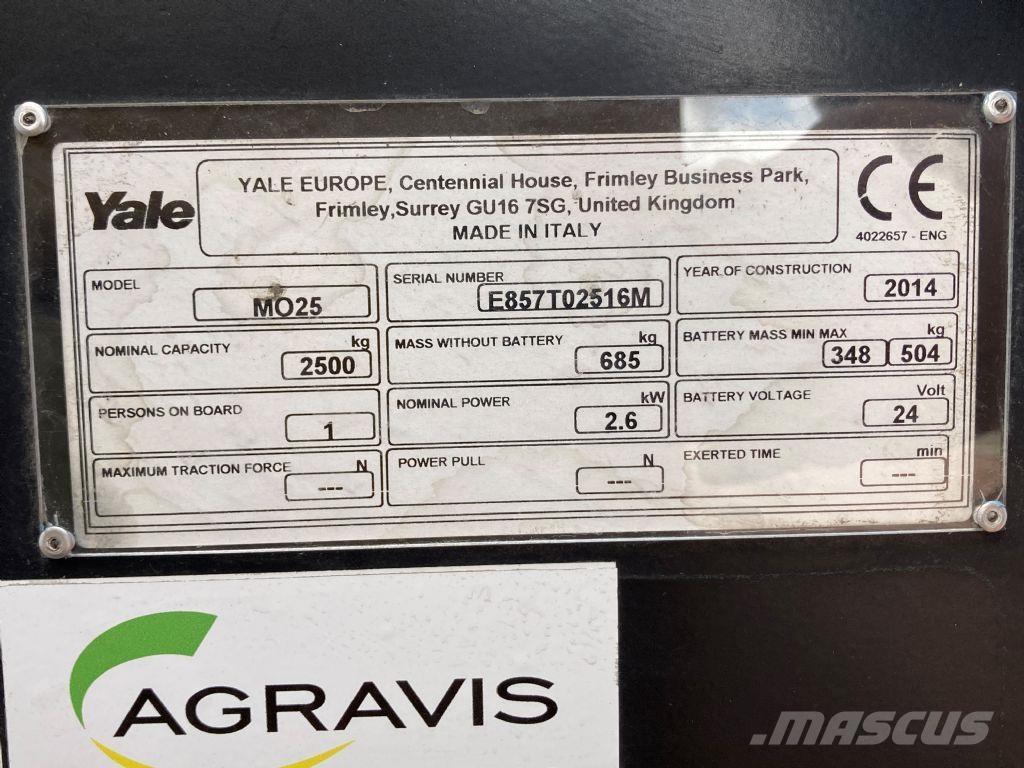 Yale
YALE EUROPE, Centennial House, Frimley Business Park,
Frimley,Surrey GU16 7SG, United Kingdom
MADE IN ITALY
CE
4022657 - ENG
MODEL
MO25
SERIAL NUMBER
E857T02516M
YEAR OF CONSTRUCTION
2014
NOMINAL CAPACITY kg
2500
MASS WITHOUT BATTERY kg
685
BATTERY MASS MIN MAX kg
348 504
PERSONS ON BOARD
1
NOMINAL POWER kW
2.6
BATTERY VOLTAGE Volt
24
MAXIMUM TRACTION FORCE N
---
POWER PULL N
---
EXERTED TIME min
---
AGRAVIS
.MASCUS